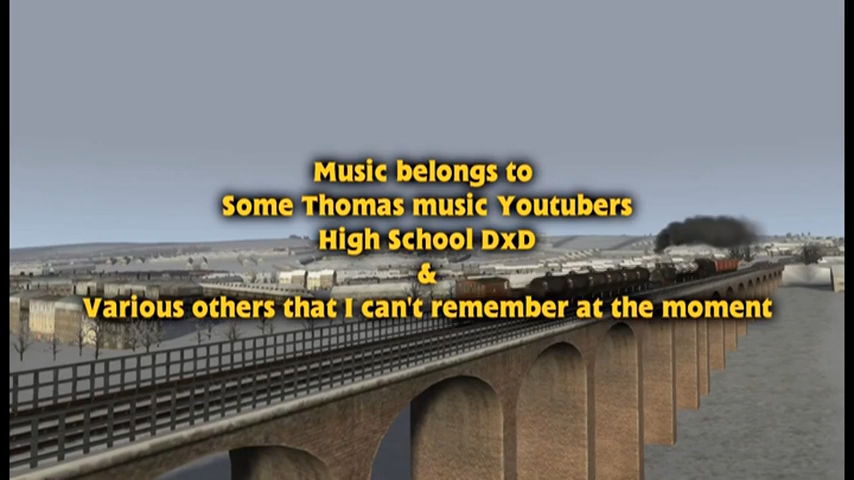 Music belongs to
Some Thomas music Youtubers
High School DxD
&
Various others that I can't remember at the moment